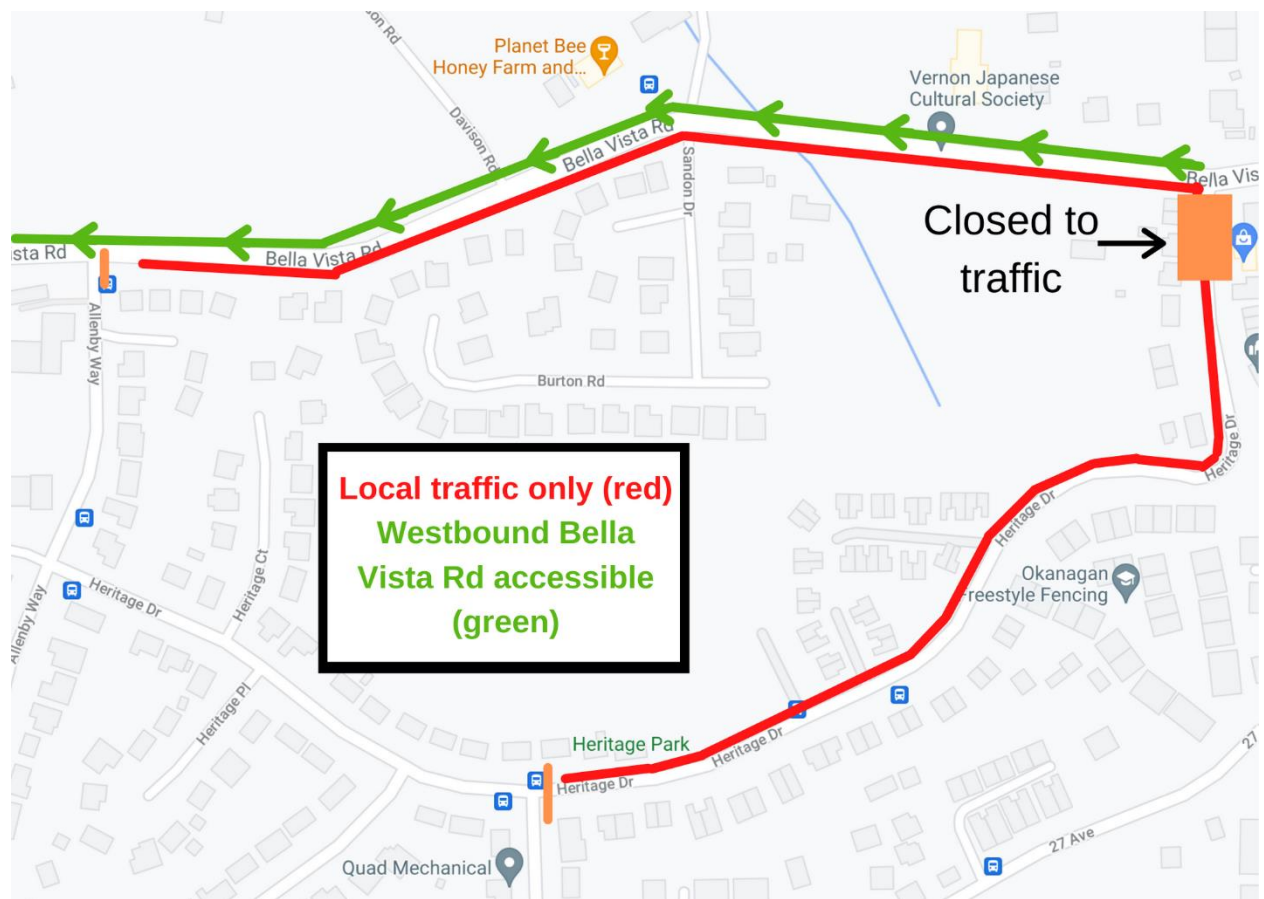 son Rd
Planet Bee
Honey Farm and...
Vernon Japanese
Cultural Society
Davison Rd
Bella Vista Rd
Sandon Dr
Bella Vis
Closed to
traffic
sta Rd
Bella Vista Rd
Allenby Way
Burton Rd
Heritage Dr
Local traffic only (red)
Westbound Bella
Vista Rd accessible
(green)
Heritage Dr
Heritage Ct
Okanagan
Freestyle Fencing
Heritage Dr
Allenby Way
Heritage Pl
Heritage Park
Heritage Dr
Heritage Dr
27
27 Ave
Quad Mechanical